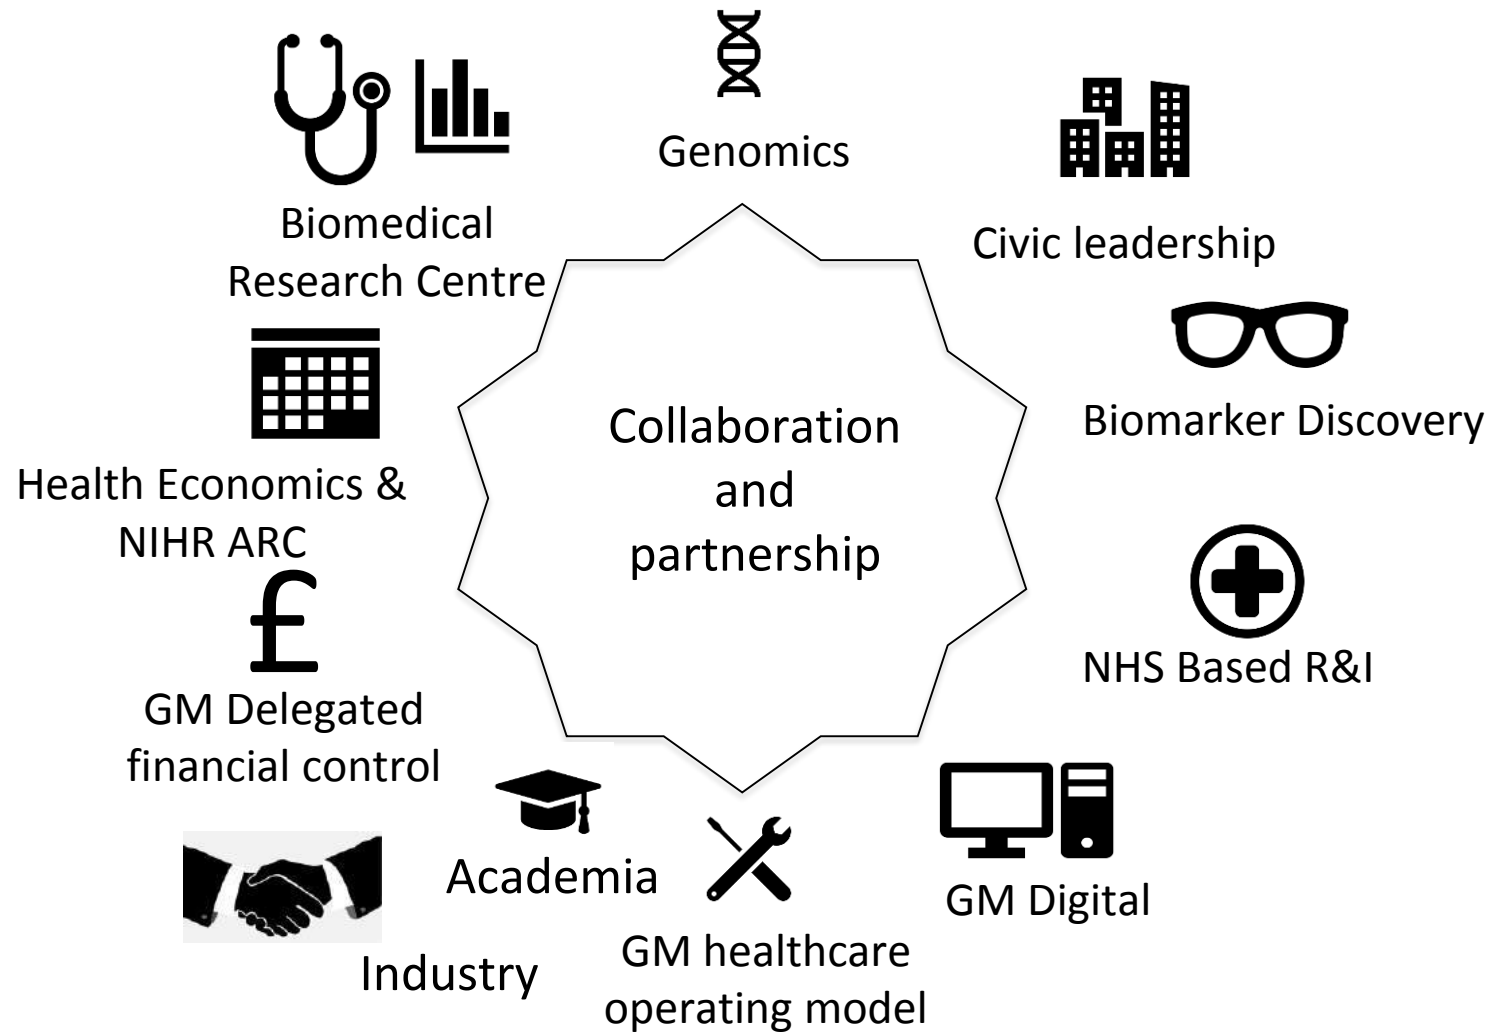 Genomics
Biomedical
Research Centre
Civic leadership
Biomarker Discovery
Collaboration
and
partnership
Health Economics &
NIHR ARC
NHS Based R&I
£
GM Delegated
financial control
Academia
GM Digital
Industry
GM healthcare
operating model